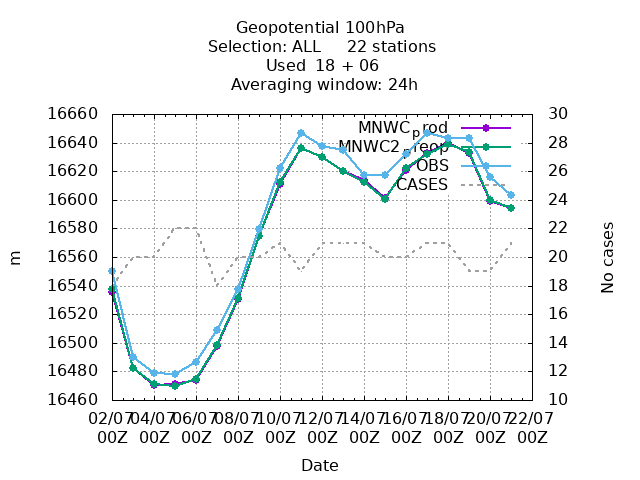 Geopotential 100hPa
Selection: ALL     22 stations
Used  18 + 06
Averaging window: 24h
16660 30
16640 28
16620 26
16600 24
16580 22
16560 20
16540 18
16520 16
16500 14
16480 12
16460 10
MNWC_prod
MNWC2_preop
OBS
CASES
m
No cases
02/07 04/07 06/07 08/07 10/07 12/07 14/07 16/07 18/07 20/07 22/07
00Z 00Z 00Z 00Z 00Z 00Z 00Z 00Z 00Z 00Z 00Z
Date